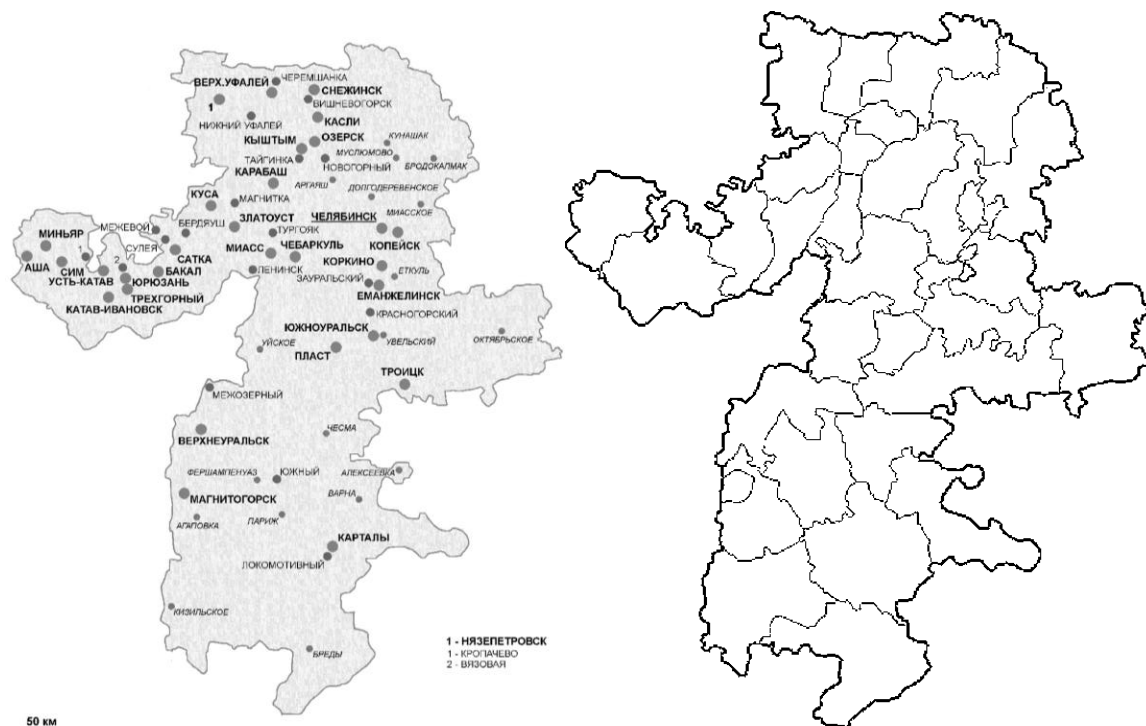 ЧЕРЕМШАНКА
ВЕРХ.УФАЛЕЙ
СНЕЖИНСК
1
ВИШНЕВОГОРСК
НИЖНИЙ УФАЛЕЙ
КАСЛИ
КУНАШАК
КЫШТЫМ
ОЗЕРСК
МУСЛЮМОВО
ТАЙГИНКА
НОВОГОРНЫЙ
БРОДОКАЛМАК
КАРАБАШ
АРГАЯШ
ДОЛГОДЕРЕВЕНСКОЕ
КУСА
МАГНИТКА
МИАССКОЕ
МЕЖЕВОЙ
БЕРДЯУШ
ЗЛАТОУСТ
ЧЕЛЯБИНСК
МИНЬЯР
1
СУЛЕЯ
ТУРГОЯК
КОПЕЙСК
АША
СИМ
2
САТКА
МИАСС
ЧЕБАРКУЛЬ
КОРКИНО
УСТЬ-КАТАВ
БАКАЛ
ЛЕНИНСК
ЗАУРАЛЬСКИЙ
ЕТКУЛЬ
ЮРЮЗАНЬ
ТРЕХГОРНЫЙ
ЕМАНЖЕЛИНСК
КАТАВ-ИВАНОВСК
КРАСНОГОРСКИЙ
ЮЖНОУРАЛЬСК
УВЕЛЬСКИЙ
ОКТЯБРЬСКОЕ
УЙСКОЕ
ПЛАСТ
ТРОИЦК
МЕЖОЗЕРНЫЙ
ВЕРХНЕУРАЛЬСК
ЧЕСМА
ФЕРШАМПЕНУАЗ
ЮЖНЫЙ
АЛЕКСЕЕВКА
МАГНИТОГОРСК
ВАРНА
АГАПОВКА
ПАРИЖ
КАРТАЛЫ
ЛОКОМОТИВНЫЙ
КИЗИЛЬСКОЕ
БРЕДЫ
1 - НЯЗЕПЕТРОВСК
1 - КРОПАЧЕВО
2 - ВЯЗОВАЯ
50 км